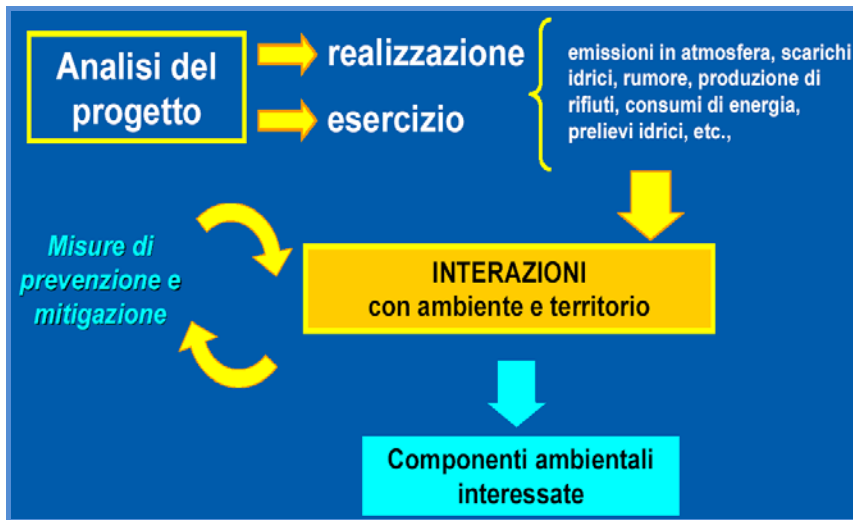 Analisi del
progetto
realizzazione
esercizio
emissioni in atmosfera, scarichi
idrici, rumore, produzione di
rifiuti, consumi di energia,
prelievi idrici, etc.,
Misure di
prevenzione e
mitigazione
INTERAZIONI
con ambiente e territorio
Componenti ambientali
interessate